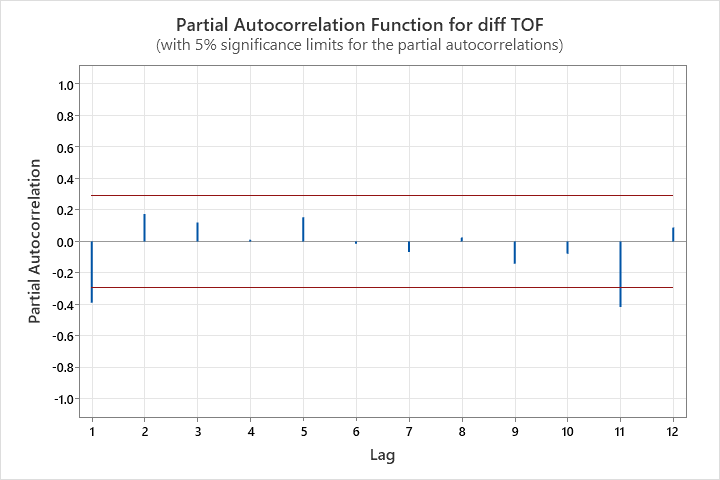 Partial Autocorrelation Function for diff TOF
(with 5% significance limits for the partial autocorrelations)
Partial Autocorrelation
1.0
0.8
0.6
0.4
0.2
0.0
-0.2
-0.4
-0.6
-0.8
-1.0
1 2 3 4 5 6 7 8 9 10 11 12
Lag